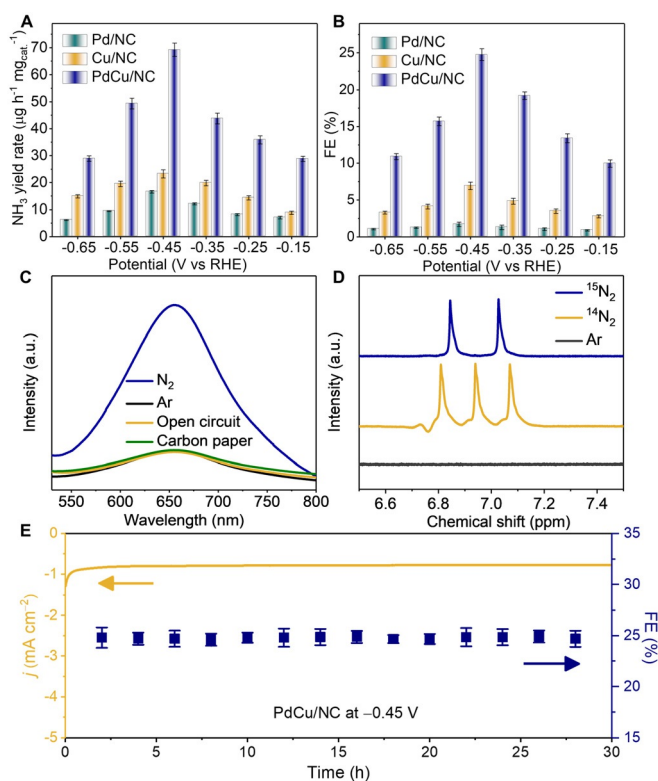 A
Pd/NC
Cu/NC
PdCu/NC
NH₃ yield rate (μg h⁻¹ mg_cat.⁻¹)
70
60
50
40
30
20
10
0
-0.65 -0.55 -0.45 -0.35 -0.25 -0.15
Potential (V vs RHE)
B
Pd/NC
Cu/NC
PdCu/NC
FE (%)
25
20
15
10
5
0
-0.65 -0.55 -0.45 -0.35 -0.25 -0.15
Potential (V vs RHE)
C
Intensity (a.u.)
N₂
Ar
Open circuit
Carbon paper
550 600 650 700 750 800
Wavelength (nm)
D
¹⁵N₂
¹⁴N₂
Ar
Intensity (a.u.)
6.6 6.8 7.0 7.2 7.4
Chemical shift (ppm)
E
j (mA cm⁻²)
0
-1
-2
-3
-4
-5
35
30
25
20
15
FE (%)
PdCu/NC at −0.45 V
0 5 10 15 20 25 30
Time (h)